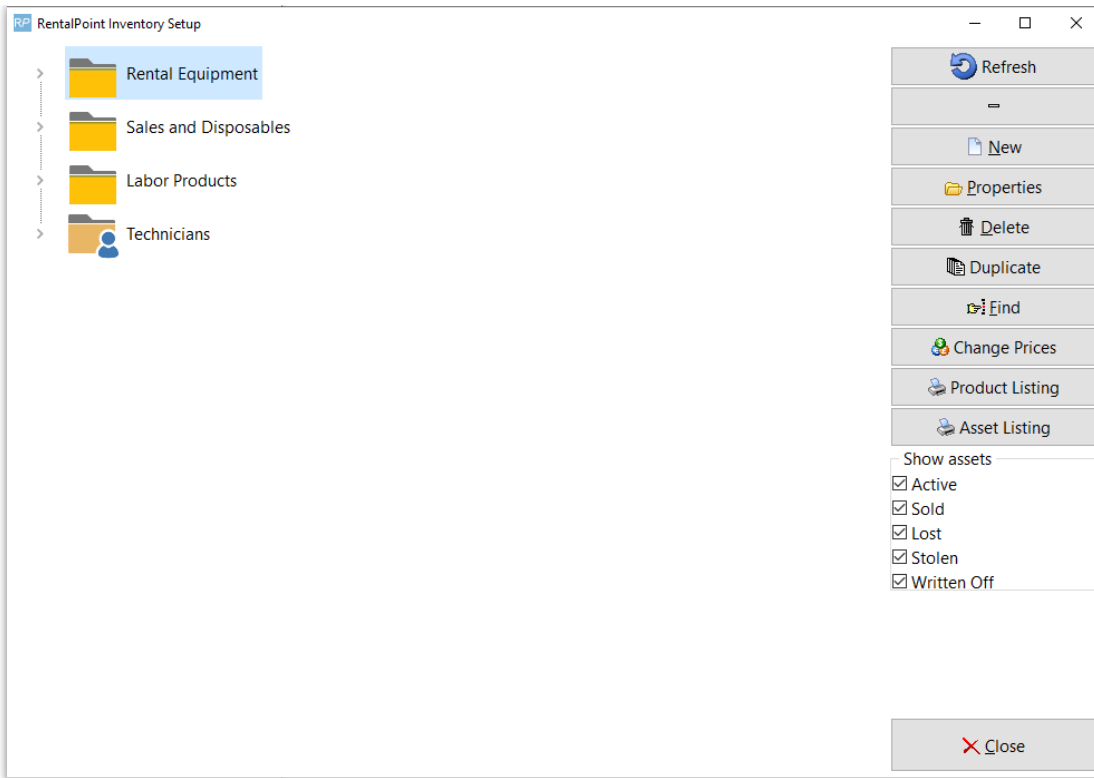 RP RentalPoint Inventory Setup
Rental Equipment
Sales and Disposables
Labor Products
Technicians
Refresh
New
Properties
Delete
Duplicate
Find
Change Prices
Product Listing
Asset Listing
Show assets
Active
Sold
Lost
Stolen
Written Off
Close